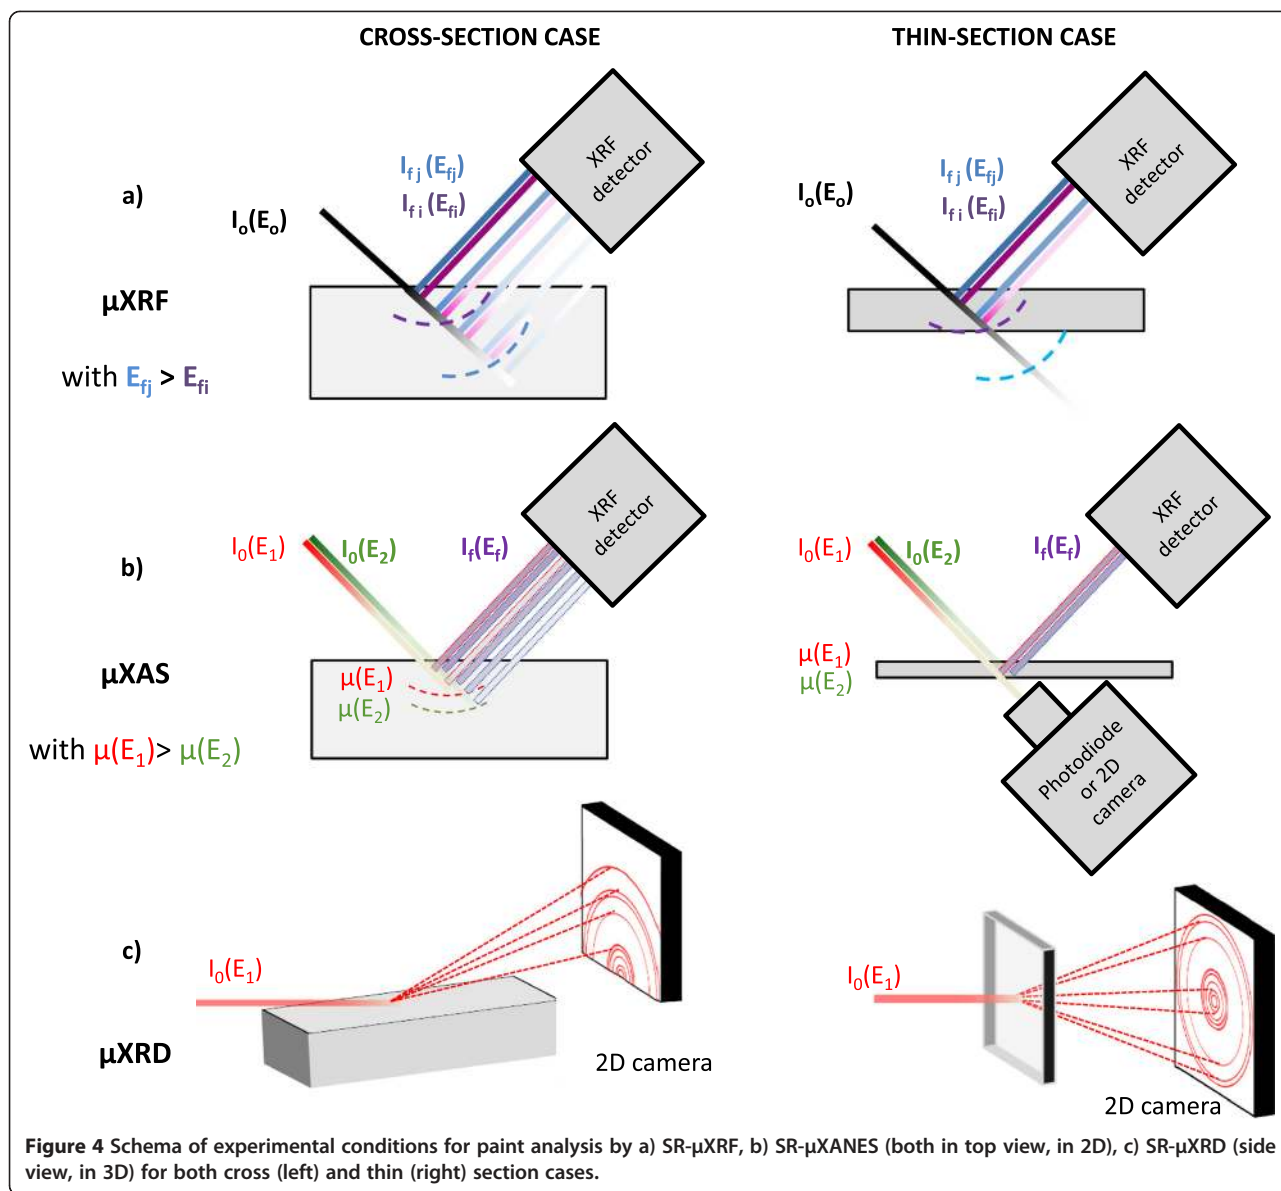 CROSS-SECTION CASE
THIN-SECTION CASE
a)
µXRF
with E_fj > E_fi
I_o(E_o)
I_f j (E_fj)
I_f i (E_fi)
XRF
detector
I_o(E_o)
I_f j (E_fj)
I_f i (E_fi)
XRF
detector
b)
µXAS
with µ(E_1)> µ(E_2)
I_0(E_1)
I_0(E_2)
I_f(E_f)
XRF
detector
µ(E_1)
µ(E_2)
I_0(E_1)
I_0(E_2)
I_f(E_f)
XRF
detector
µ(E_1)
µ(E_2)
Photodiode
or 2D
camera
c)
µXRD
I_0(E_1)
2D camera
I_0(E_1)
2D camera
Figure 4 Schema of experimental conditions for paint analysis by a) SR-µXRF, b) SR-µXANES (both in top view, in 2D), c) SR-µXRD (side
view, in 3D) for both cross (left) and thin (right) section cases.